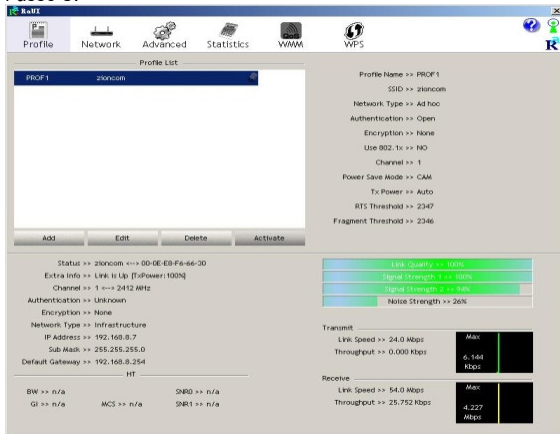 RaUI
Profile Network Advanced Statistics WMM WPS
Profile List
PROF1 zioncom
Add Edit Delete Activate
Profile Name >> PROF1
SSID >> zioncom
Network Type >> Ad hoc
Authentication >> Open
Encryption >> None
Use 802.1x >> NO
Channel >> 1
Power Save Mode >> CAM
Tx Power >> Auto
RTS Threshold >> 2347
Fragment Threshold >> 2346
Status >> zioncom <--> 00-0E-E8-F6-66-30
Extra Info >> Link is Up [TxPower:100%]
Channel >> 1 <--> 2412 MHz
Authentication >> Unknown
Encryption >> None
Network Type >> Infrastructure
IP Address >> 192.168.8.7
Sub Mask >> 255.255.255.0
Default Gateway >> 192.168.8.254
HT
BW >> n/a SNR0 >> n/a
GI >> n/a MCS >> n/a SNR1 >> n/a
Link Quality >> 100%
Signal Strength 1 >> 100%
Signal Strength 2 >> 94%
Noise Strength >> 26%
Transmit
Link Speed >> 24.0 Mbps
Throughput >> 0.000 Kbps
Max
6.144
Kbps
Receive
Link Speed >> 54.0 Mbps
Throughput >> 25.752 Kbps
Max
4.227
Mbps